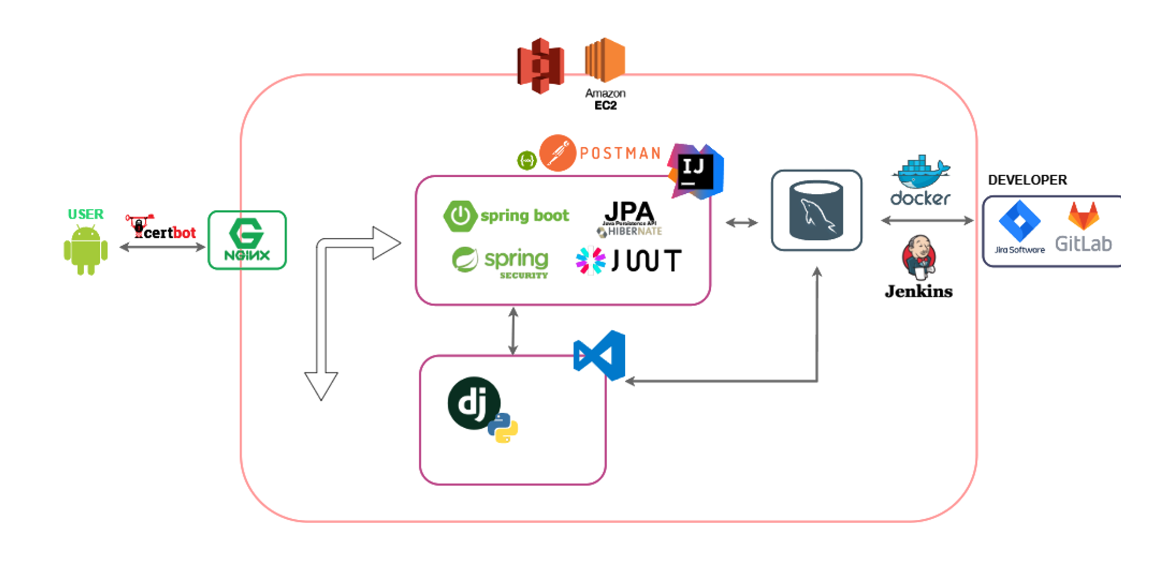 Amazon
EC2
POSTMAN
IJ
DEVELOPER
docker
Jira Software
GitLab
Jenkins
USER
certbot
NGINX
spring boot
JPA
Java Persistence API
HIBERNATE
spring
SECURITY
JWT
dj